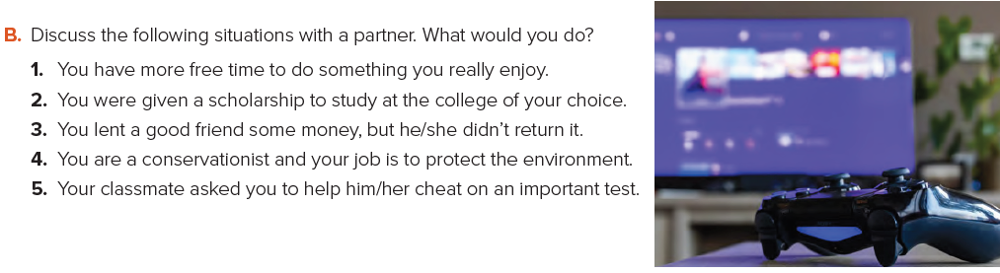 B. Discuss the following situations with a partner. What would you do?
1. You have more free time to do something you really enjoy.
2. You were given a scholarship to study at the college of your choice.
3. You lent a good friend some money, but he/she didn’t return it.
4. You are a conservationist and your job is to protect the environment.
5. Your classmate asked you to help him/her cheat on an important test.